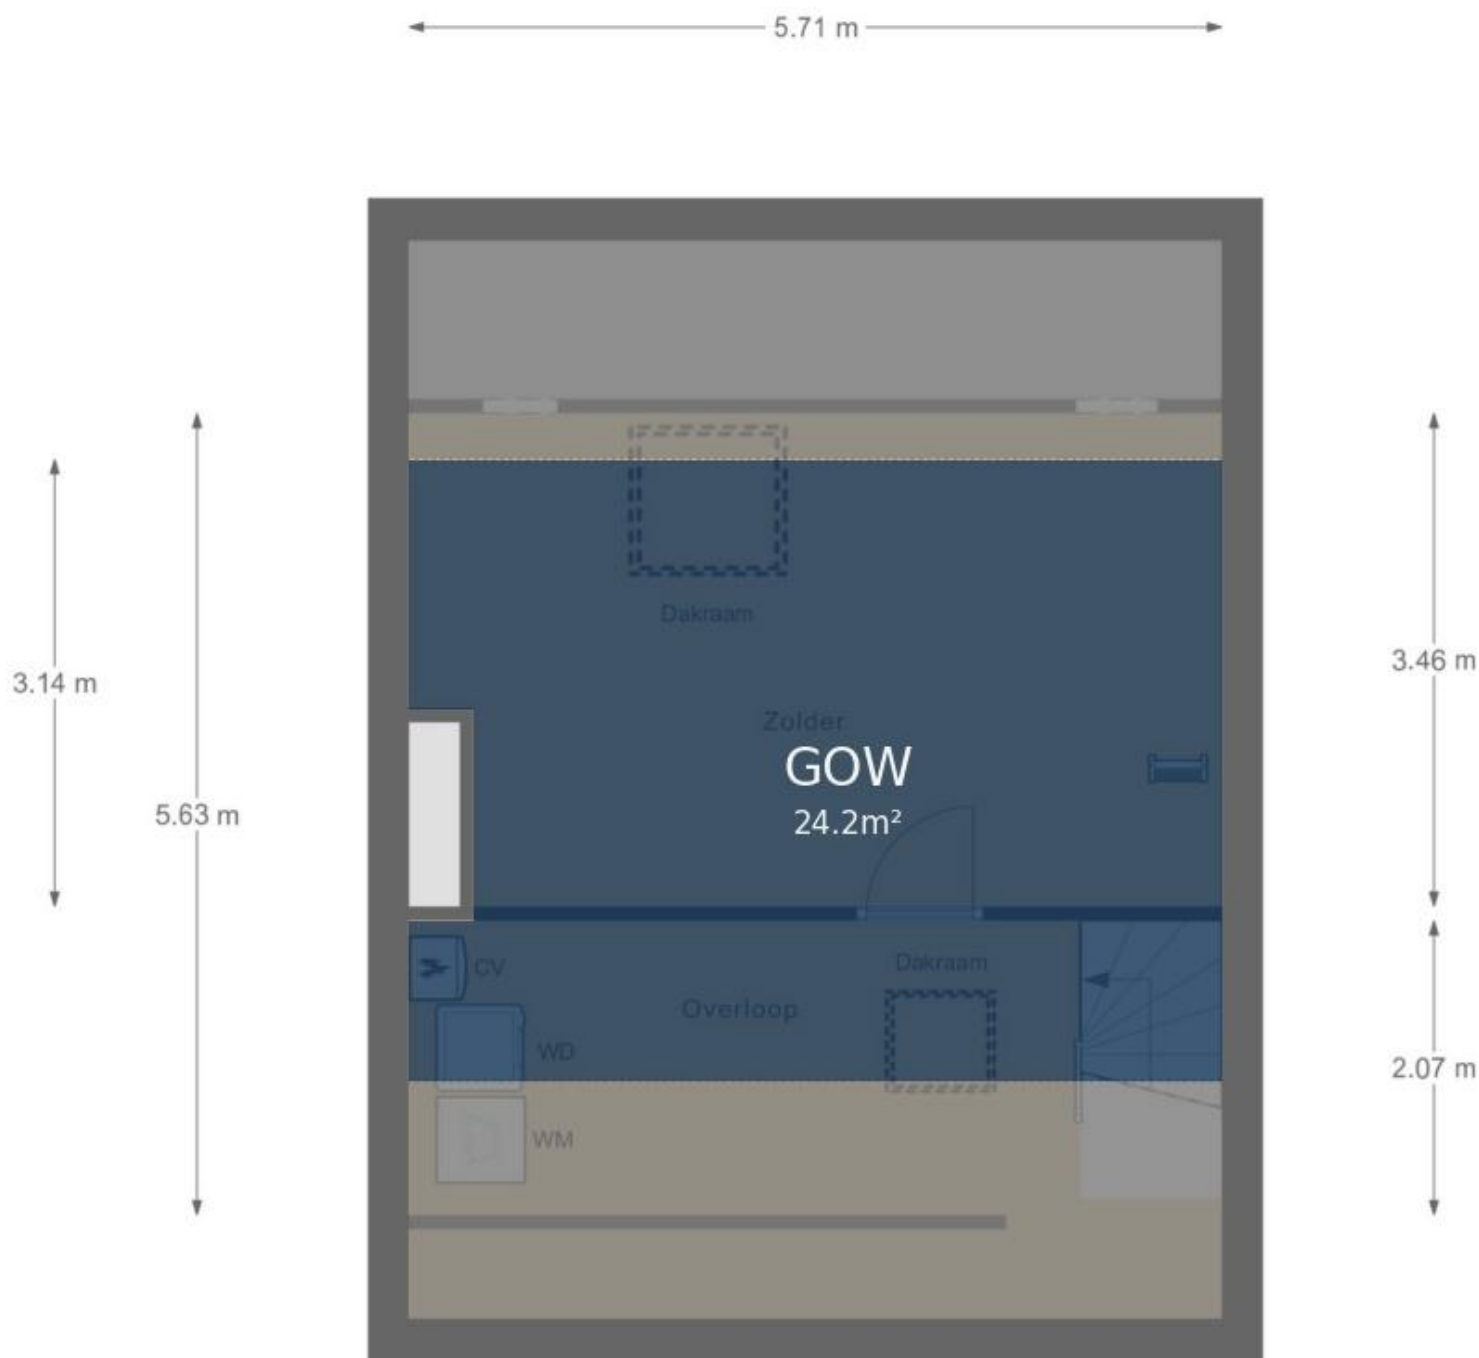 5.71 m
Dakraam
3.14 m
3.46 m
Zolder
GOW
24.2m²
5.63 m
CV
Dakraam
Overloop
WD
2.07 m
WM